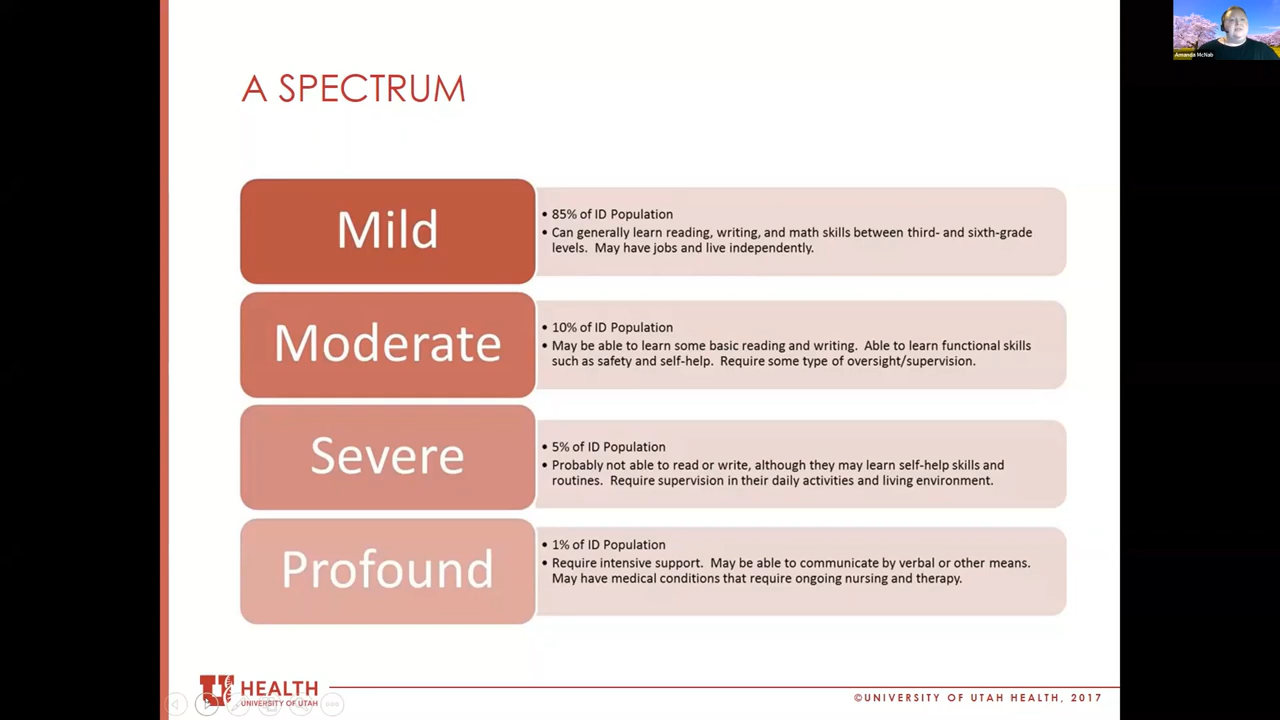 Amanda McNab
A SPECTRUM
Mild
• 85% of ID Population
• Can generally learn reading, writing, and math skills between third- and sixth-grade
levels.  May have jobs and live independently.
Moderate
• 10% of ID Population
• May be able to learn some basic reading and writing.  Able to learn functional skills
such as safety and self-help.  Require some type of oversight/supervision.
Severe
• 5% of ID Population
• Probably not able to read or write, although they may learn self-help skills and
routines.  Require supervision in their daily activities and living environment.
Profound
• 1% of ID Population
• Require intensive support.  May be able to communicate by verbal or other means.
May have medical conditions that require ongoing nursing and therapy.
U HEALTH
UNIVERSITY OF UTAH
©UNIVERSITY OF UTAH HEALTH, 2017